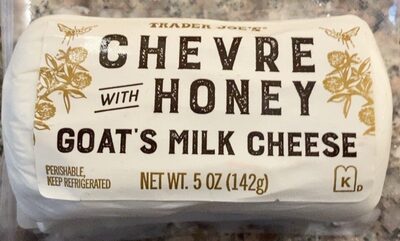 TRADER JOE'S
CHEVRE
WITH HONEY
GOAT'S MILK CHEESE
PERISHABLE,
KEEP REFRIGERATED
NET WT. 5 OZ (142g)
K D